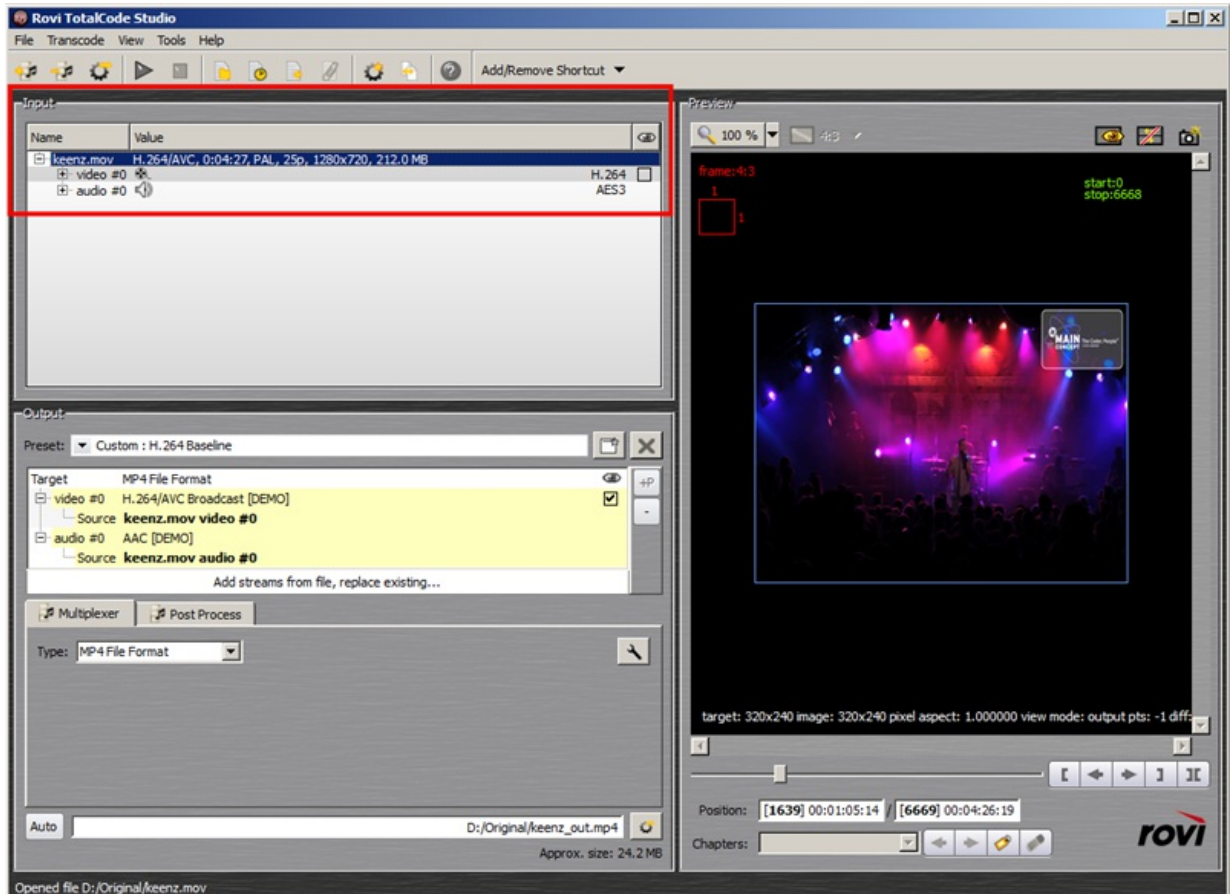 Rovi TotalCode Studio
File Transcode View Tools Help
Add/Remove Shortcut
Input
Name Value
keenz.mov H.264/AVC, 0:04:27, PAL, 25p, 1280x720, 212.0 MB
video #0 H.264
audio #0 AES3
Output
Preset: Custom : H.264 Baseline
Target MP4 File Format
+P
video #0 H.264/AVC Broadcast [DEMO]
-
Source keenz.mov video #0
audio #0 AAC [DEMO]
Source keenz.mov audio #0
Add streams from file, replace existing...
Multiplexer Post Process
Type: MP4 File Format
Auto D:/Original/keenz_out.mp4
Approx. size: 24.2 MB
Opened file D:/Original/keenz.mov
Preview
100 % 4:3
frame:4:3
1
1
start:0
stop:6668
MAIN CONCEPT
target: 320x240 image: 320x240 pixel aspect: 1.000000 view mode: output pts: -1 diff:
Position: [1639] 00:01:05:14 / [6669] 00:04:26:19
Chapters:
rovi